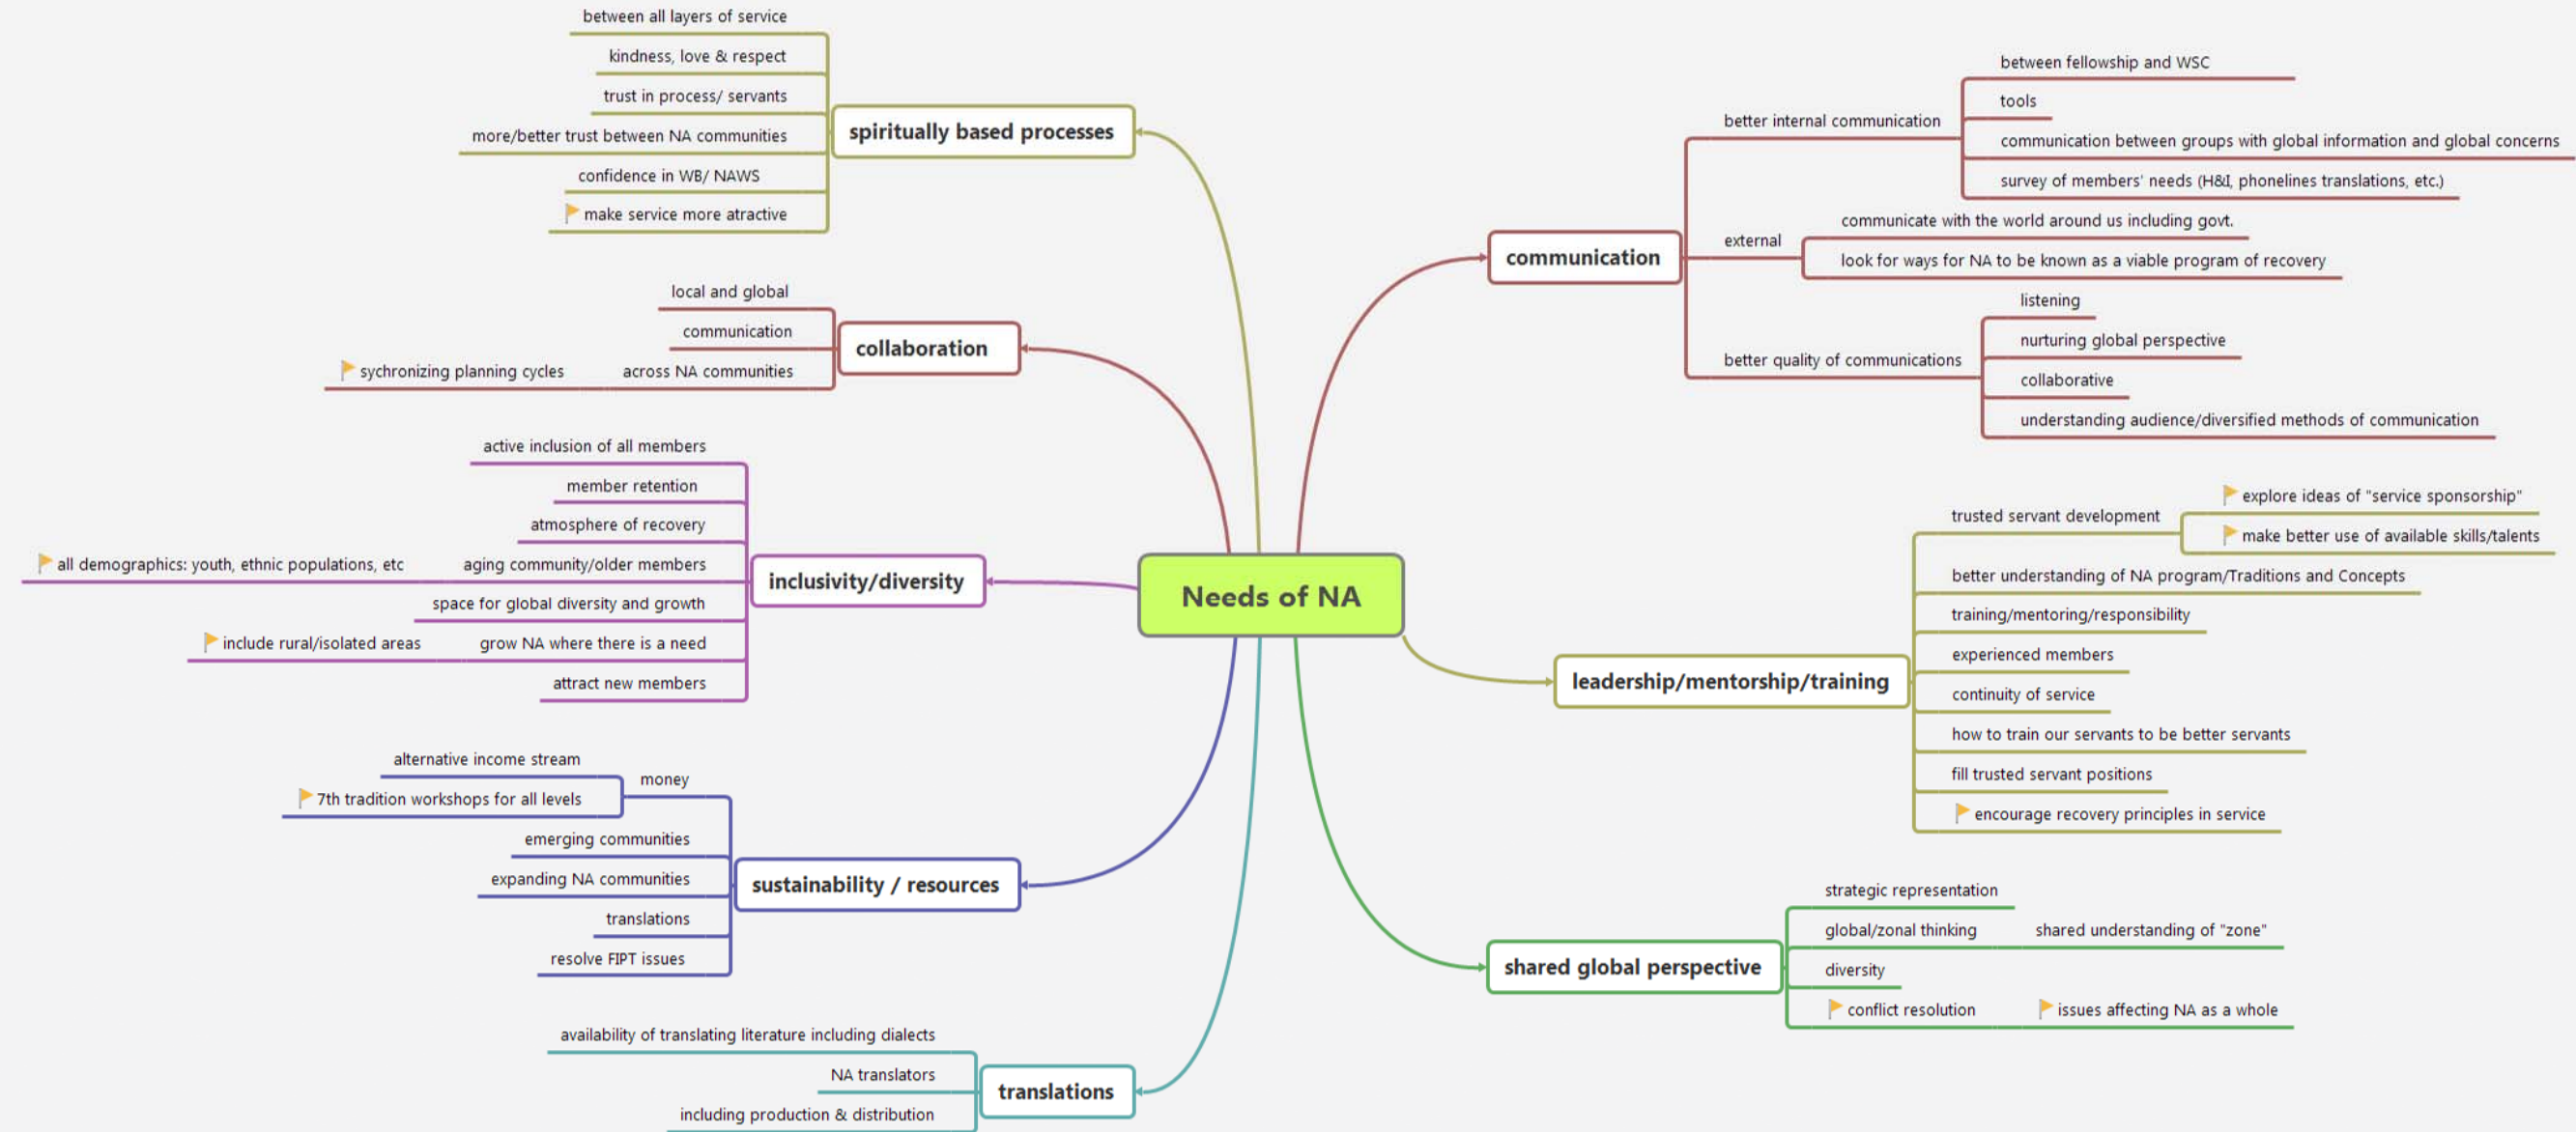 Needs of NA
spiritually based processes
between all layers of service
kindness, love & respect
trust in process/ servants
more/better trust between NA communities
confidence in WB/ NAWS
make service more atractive
collaboration
local and global
communication
across NA communities
sychronizing planning cycles
inclusivity/diversity
active inclusion of all members
member retention
atmosphere of recovery
aging community/older members
all demographics: youth, ethnic populations, etc
space for global diversity and growth
grow NA where there is a need
include rural/isolated areas
attract new members
sustainability / resources
money
alternative income stream
7th tradition workshops for all levels
emerging communities
expanding NA communities
translations
resolve FIPT issues
translations
availability of translating literature including dialects
NA translators
including production & distribution
communication
better internal communication
between fellowship and WSC
tools
communication between groups with global information and global concerns
survey of members' needs (H&I, phonelines translations, etc.)
external
communicate with the world around us including govt.
look for ways for NA to be known as a viable program of recovery
better quality of communications
listening
nurturing global perspective
collaborative
understanding audience/diversified methods of communication
leadership/mentorship/training
trusted servant development
explore ideas of "service sponsorship"
make better use of available skills/talents
better understanding of NA program/Traditions and Concepts
training/mentoring/responsibility
experienced members
continuity of service
how to train our servants to be better servants
fill trusted servant positions
encourage recovery principles in service
shared global perspective
strategic representation
global/zonal thinking
shared understanding of "zone"
diversity
conflict resolution
issues affecting NA as a whole